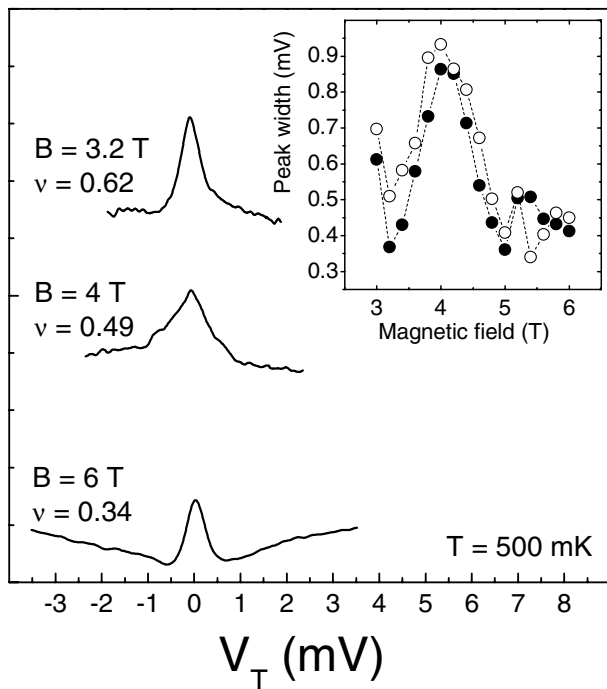 B = 3.2 T
ν = 0.62
B = 4 T
ν = 0.49
B = 6 T
ν = 0.34
T = 500 mK
-3 -2 -1 0 1 2 3 4 5 6 7 8
V_T (mV)
Peak width (mV)
0.9
0.8
0.7
0.6
0.5
0.4
0.3
3 4 5 6
Magnetic field (T)